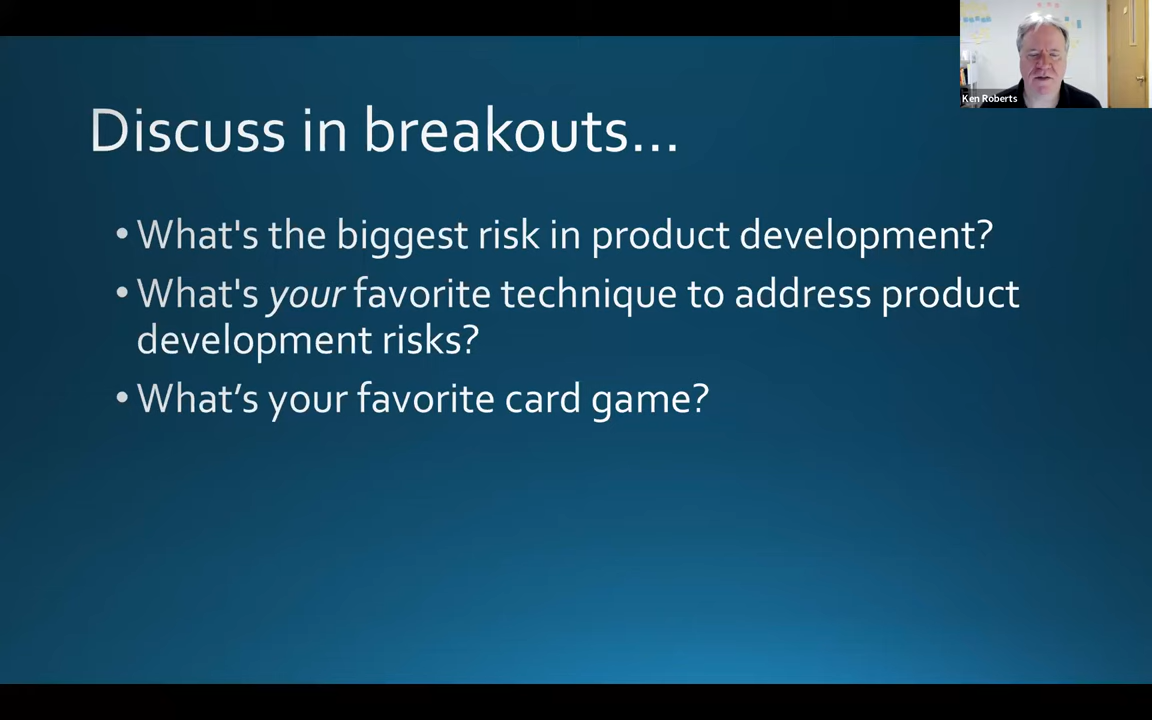 Ken Roberts
Discuss in breakouts...
• What's the biggest risk in product development?
• What's your favorite technique to address product
development risks?
• What’s your favorite card game?